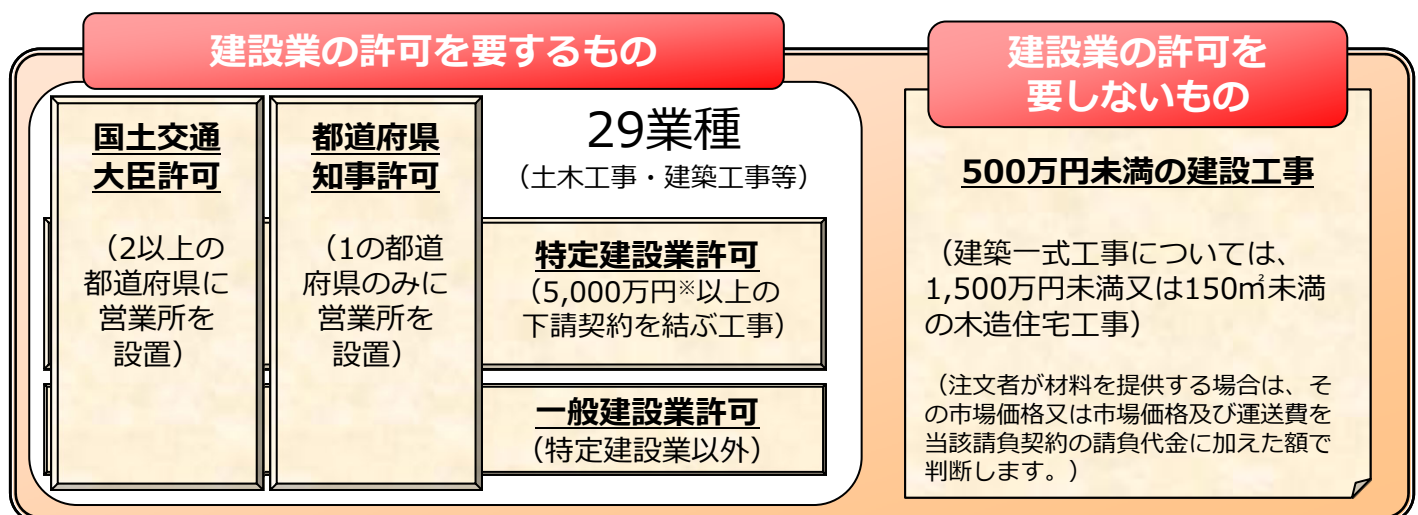 建設業の許可を要するもの
国土交通
大臣許可
（2以上の
都道府県に
営業所を
設置）
都道府県
知事許可
（1の都道
府県のみに
営業所を
設置）
29業種
（土木工事・建築工事等）
特定建設業許可
（5,000万円※以上の
下請契約を結ぶ工事）
一般建設業許可
（特定建設業以外）
建設業の許可を
要しないもの
500万円未満の建設工事
（建築一式工事については、
1,500万円未満又は150㎡未満
の木造住宅工事）
（注文者が材料を提供する場合は、そ
の市場価格又は市場価格及び運送費を
当該請負契約の請負代金に加えた額で
判断します。）